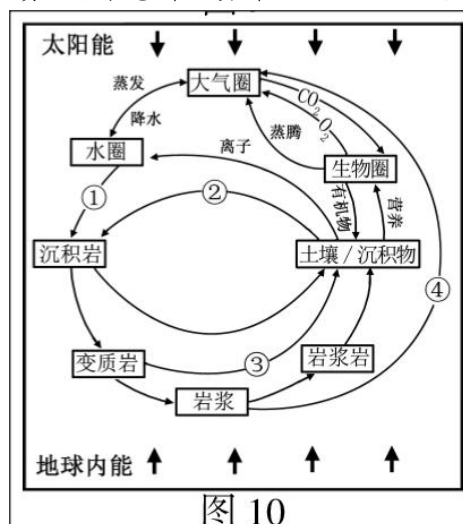 太阳能
大气圈
蒸发
降水
CO₂
O₂
蒸腾
水圈
离子
生物圈
①
②
有机物
营养
沉积岩
土壤/沉积物
④
变质岩
③
岩浆岩
岩浆
地球内能
图 10